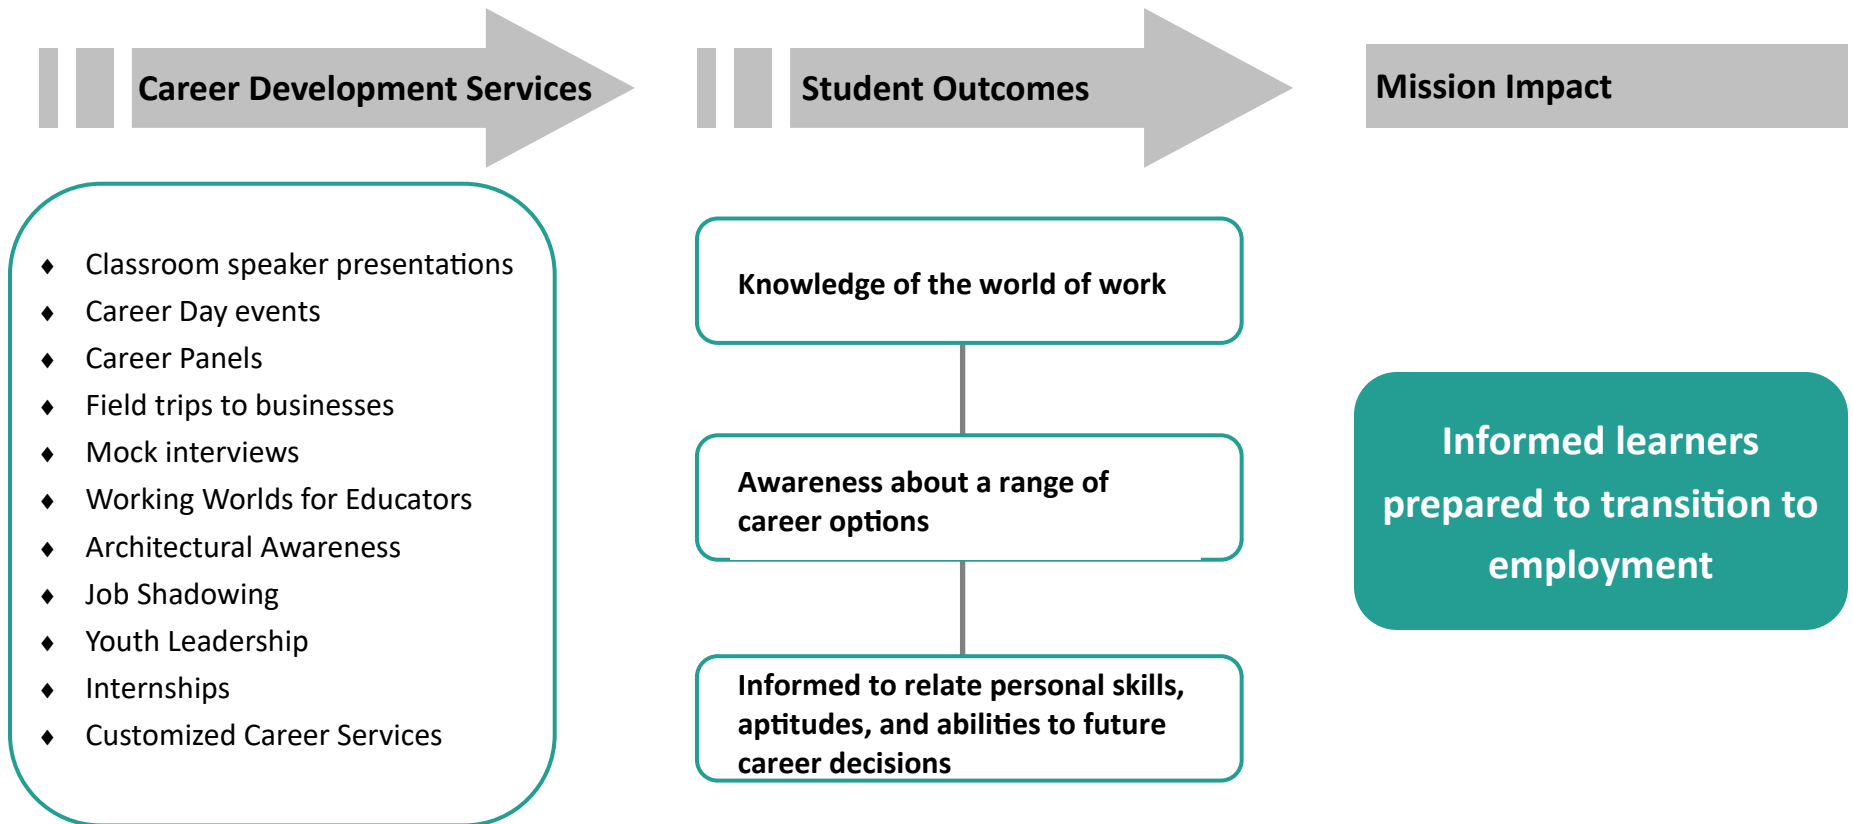 Career Development Services
Student Outcomes
Mission Impact
♦ Classroom speaker presentations
♦ Career Day events
♦ Career Panels
♦ Field trips to businesses
♦ Mock interviews
♦ Working Worlds for Educators
♦ Architectural Awareness
♦ Job Shadowing
♦ Youth Leadership
♦ Internships
♦ Customized Career Services
Knowledge of the world of work
Awareness about a range of
career options
Informed to relate personal skills,
aptitudes, and abilities to future
career decisions
Informed learners
prepared to transition to
employment